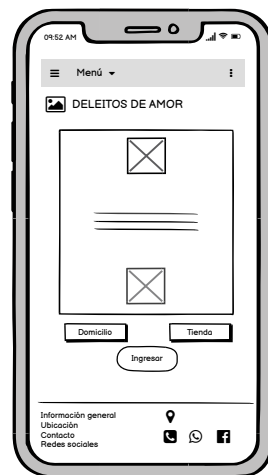 09:52 AM
Menú
DELEITOS DE AMOR
Domicilio
Tienda
Ingresar
Información general
Ubicación
Contacto
Redes sociales